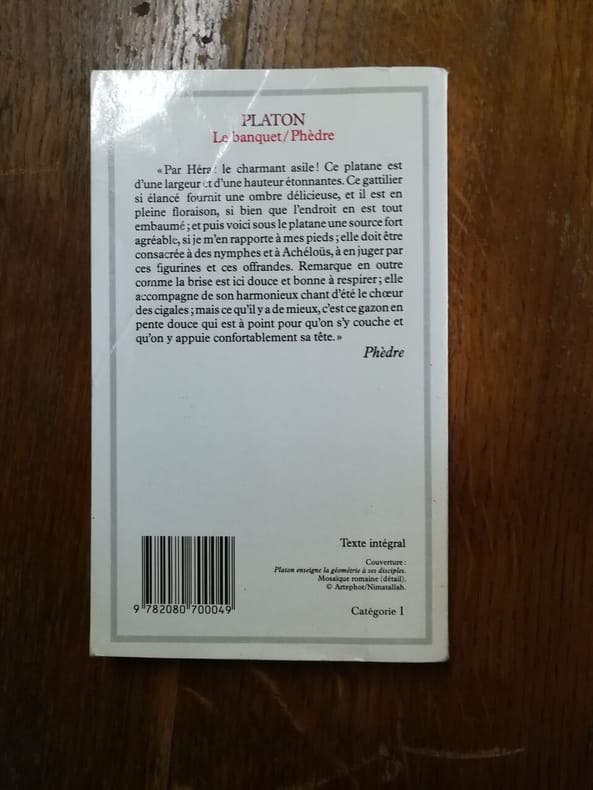 PLATON
Le banquet/Phèdre
«Par Héra! le charmant asile! Ce platane est
d'une largeur et d'une hauteur étonnantes. Ce gattilier
si élancé fournit une ombre délicieuse, et il est en
pleine floraison, si bien que l'endroit en est tout
embaumé; et puis voici sous le platane une source fort
agréable, si je m'en rapporte à mes pieds; elle doit être
consacrée à des nymphes et à Achéloüs, à en juger par
ces figurines et ces offrandes. Remarque en outre
comme la brise est ici douce et bonne à respirer; elle
accompagne de son harmonieux chant d'été le chœur
des cigales; mais ce qu'il y a de mieux, c'est ce gazon en
pente douce qui est à point pour qu'on s'y couche et
qu'on y appuie confortablement sa tête.»
Phèdre
Texte intégral
Couverture:
Platon enseigne la géométrie à ses disciples.
Mosaïque romaine (détail).
© Artephot/Nimatallah.
9 782080 700049
Catégorie 1